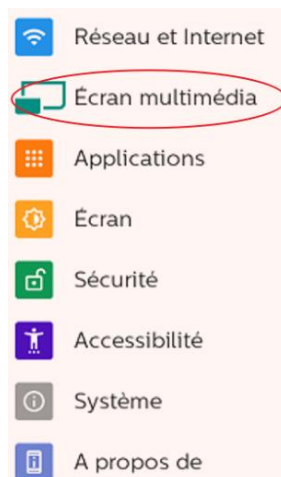 Réseau et Internet
Écran multimédia
Applications
Écran
Sécurité
Accessibilité
Système
A propos de